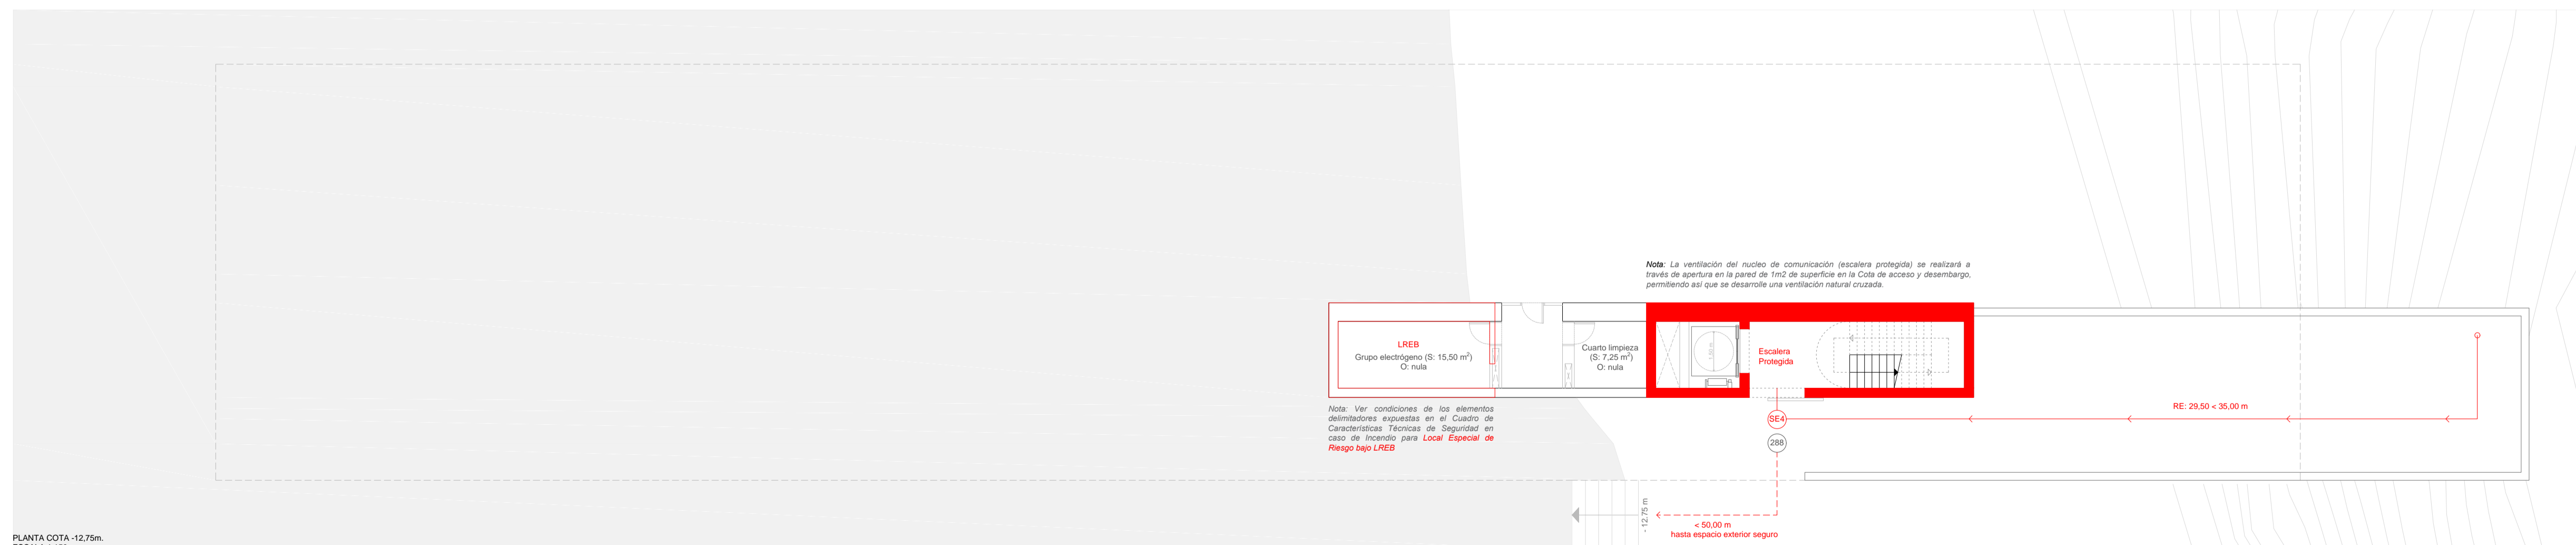 Nota: La ventilación del nucleo de comunicación (escalera protegida) se realizará a
través de apertura en la pared de 1m2 de superficie en la Cota de acceso y desembargo,
permitiendo así que se desarrolle una ventilación natural cruzada.
LREB
Grupo electrógeno (S: 15,50 m²)
O: nula
Cuarto limpieza
(S: 7,25 m²)
O: nula
Escalera
Protegida
Nota: Ver condiciones de los elementos
delimitadores expuestas en el Cuadro de
Características Técnicas de Seguridad en
caso de Incendio para Local Especial de
Riesgo bajo LREB
SE4
288
RE: 29,50 < 35,00 m
- 12.75 m
< 50,00 m
hasta espacio exterior seguro
PLANTA COTA -12,75m.